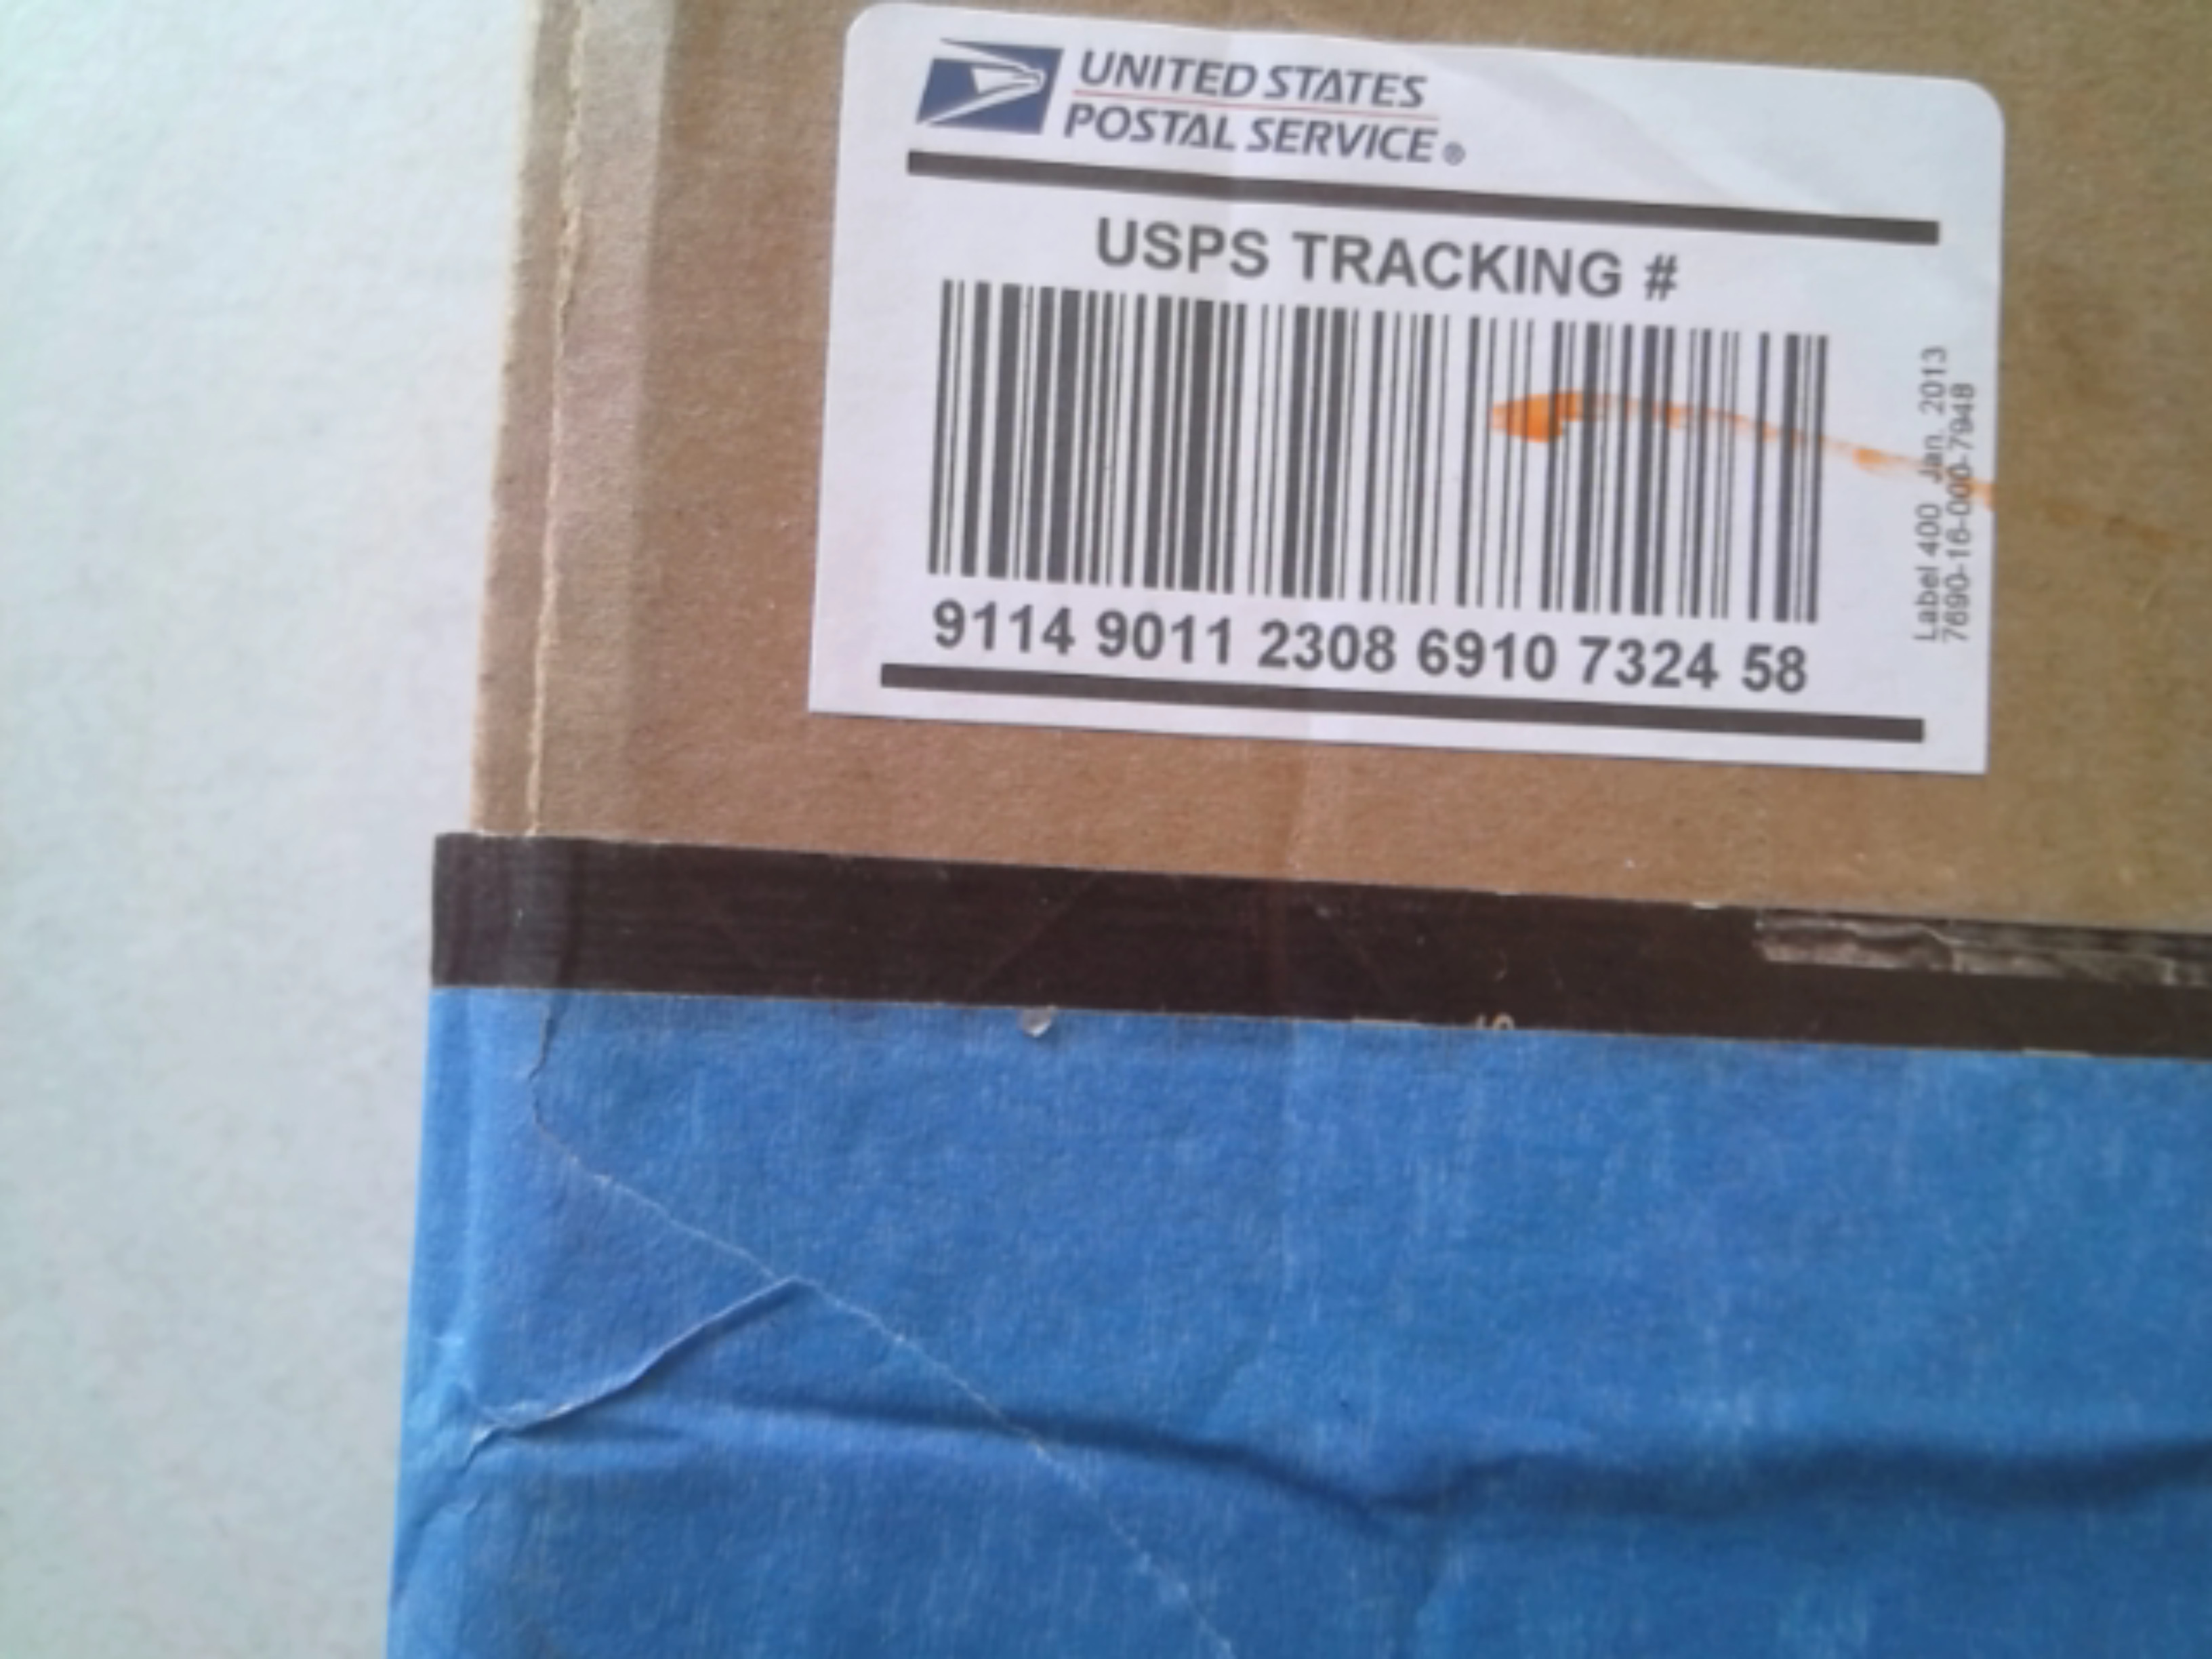 UNITED STATES
POSTAL SERVICE®
USPS TRACKING #
9114 9011 2308 6910 7324 58
Label 400 Jan. 2013
7690-16-000-7948